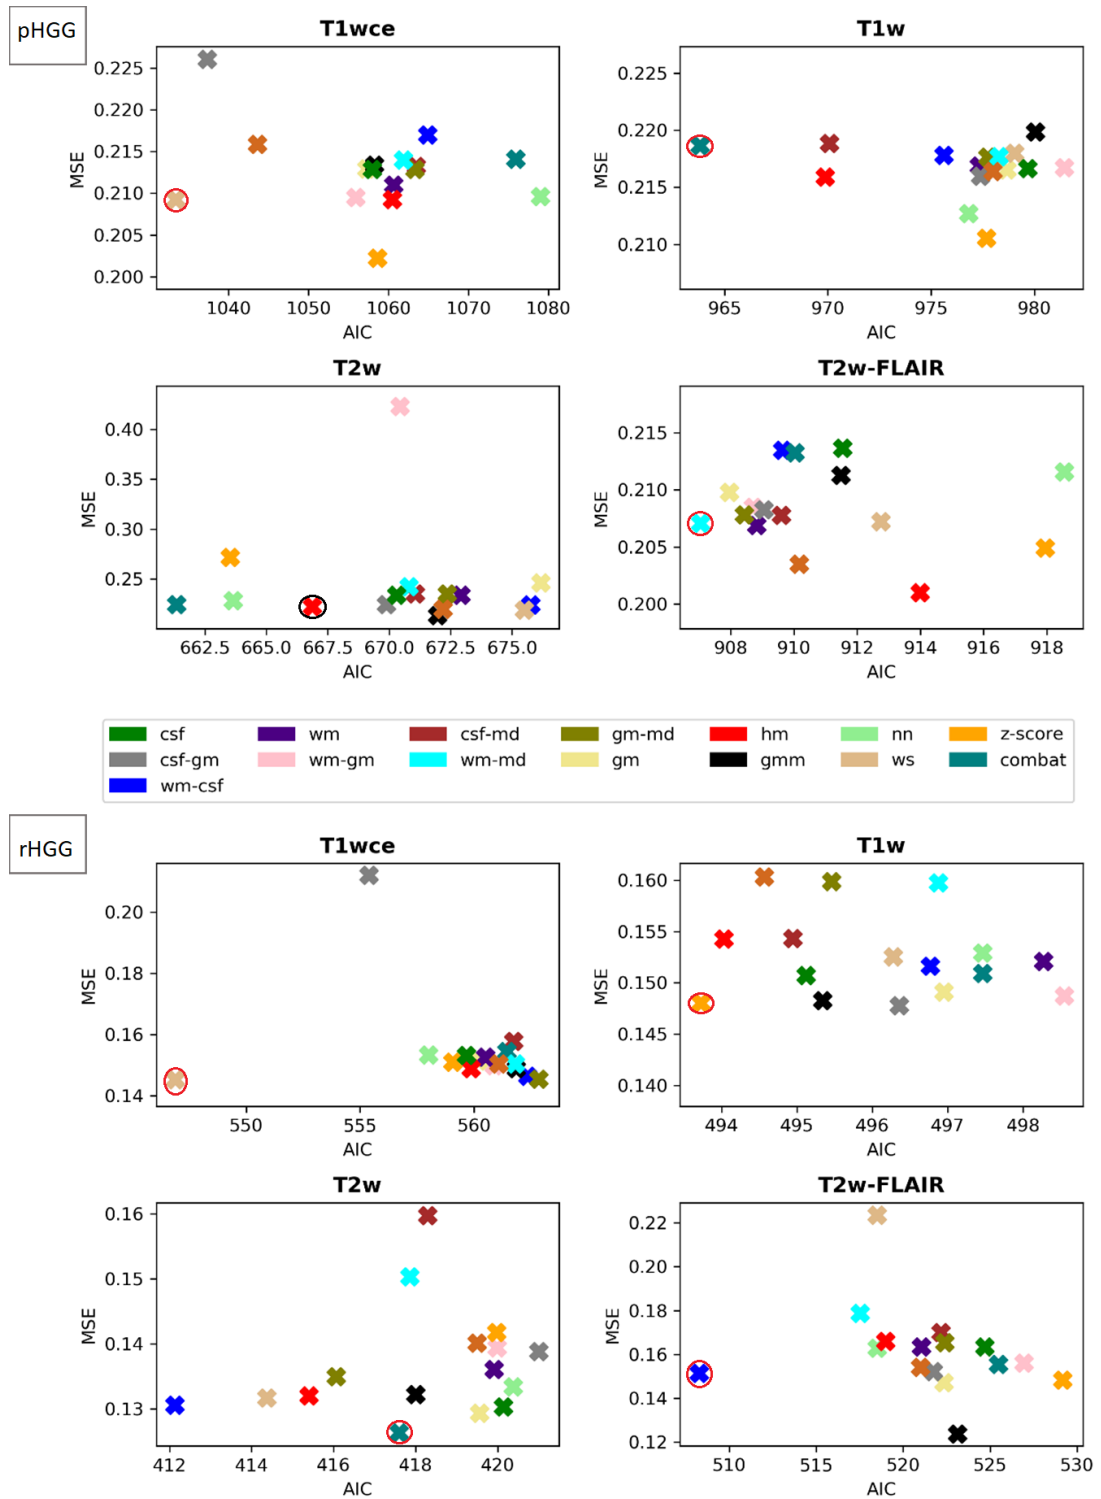 pHGG
T1wce
0.225
0.220
0.215
0.210
0.205
0.200
MSE
1040 1050 1060 1070 1080
AIC
T1w
0.225
0.220
0.215
0.210
MSE
965 970 975 980
AIC
T2w
0.40
0.35
0.30
0.25
MSE
662.5 665.0 667.5 670.0 672.5 675.0
AIC
T2w-FLAIR
0.215
0.210
0.205
0.200
MSE
908 910 912 914 916 918
AIC
csf wm csf-md gm-md hm nn z-score
csf-gm wm-gm wm-md gm gmm ws combat
wm-csf
rHGG
T1wce
0.20
0.18
0.16
0.14
MSE
550 555 560
AIC
T1w
0.160
0.155
0.150
0.145
0.140
MSE
494 495 496 497 498
AIC
T2w
0.16
0.15
0.14
0.13
MSE
412 414 416 418 420
AIC
T2w-FLAIR
0.22
0.20
0.18
0.16
0.14
0.12
MSE
510 515 520 525 530
AIC